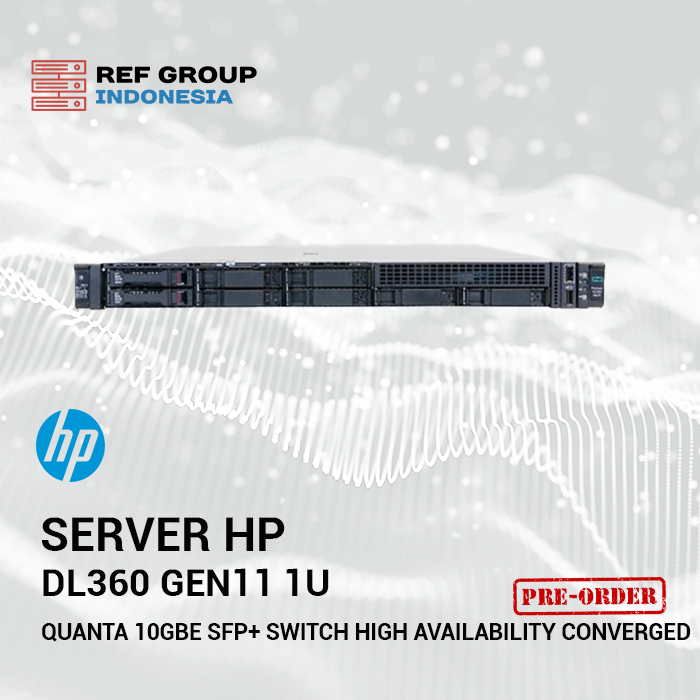 REF GROUP
INDONESIA
hp
SERVER HP
DL360 GEN11 1U
PRE-ORDER
QUANTA 10GBE SFP+ SWITCH HIGH AVAILABILITY CONVERGED